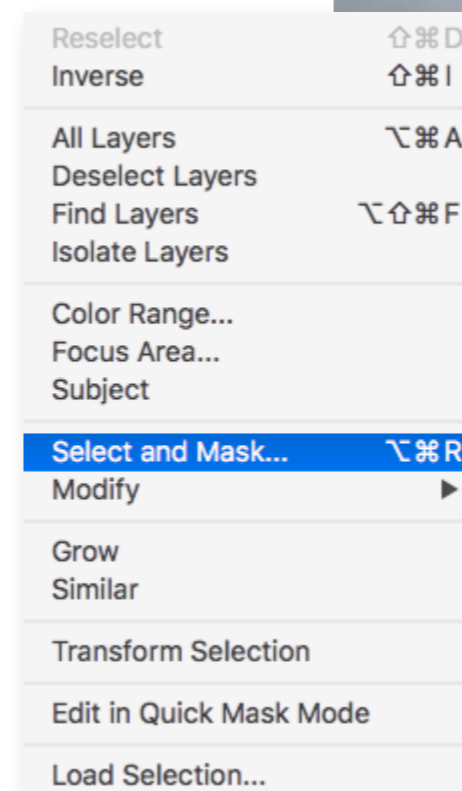 Reselect ⇧⌘D
Inverse ⇧⌘I
All Layers ⌥⌘A
Deselect Layers
Find Layers ⌥⇧⌘F
Isolate Layers
Color Range...
Focus Area...
Subject
Select and Mask... ⌥⌘R
Modify ▶
Grow
Similar
Transform Selection
Edit in Quick Mask Mode
Load Selection...